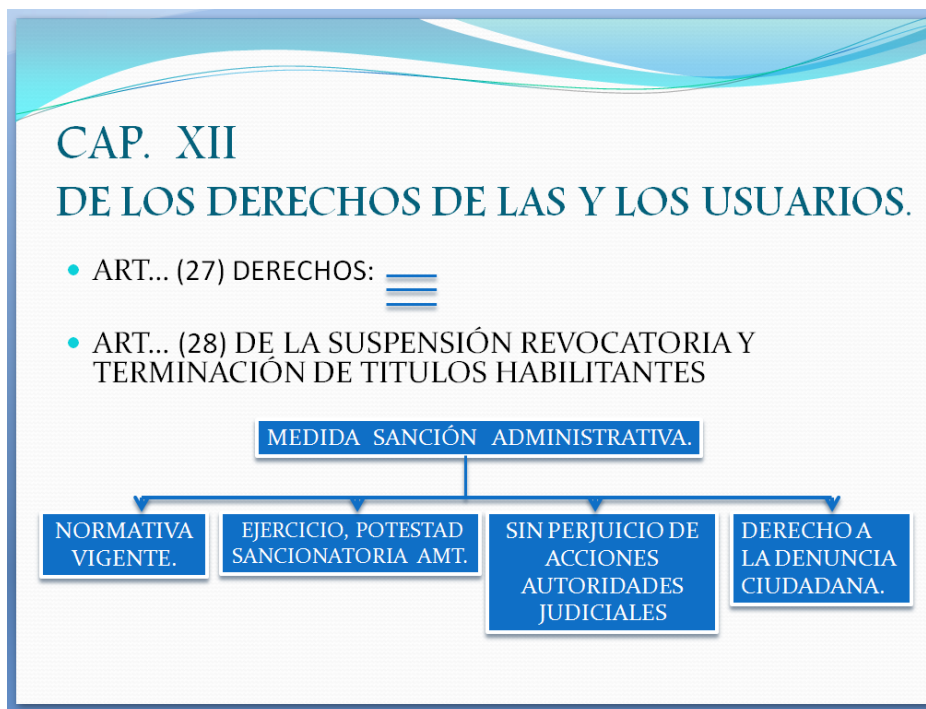 CAP. XII
DE LOS DERECHOS DE LAS Y LOS USUARIOS.
ART... (27) DERECHOS:
ART... (28) DE LA SUSPENSIÓN REVOCATORIA Y
TERMINACIÓN DE TITULOS HABILITANTES
MEDIDA SANCIÓN ADMINISTRATIVA.
NORMATIVA
VIGENTE.
EJERCICIO, POTESTAD
SANCIONATORIA AMT.
SIN PERJUICIO DE
ACCIONES
AUTORIDADES
JUDICIALES
DERECHO A
LA DENUNCIA
CIUDADANA.